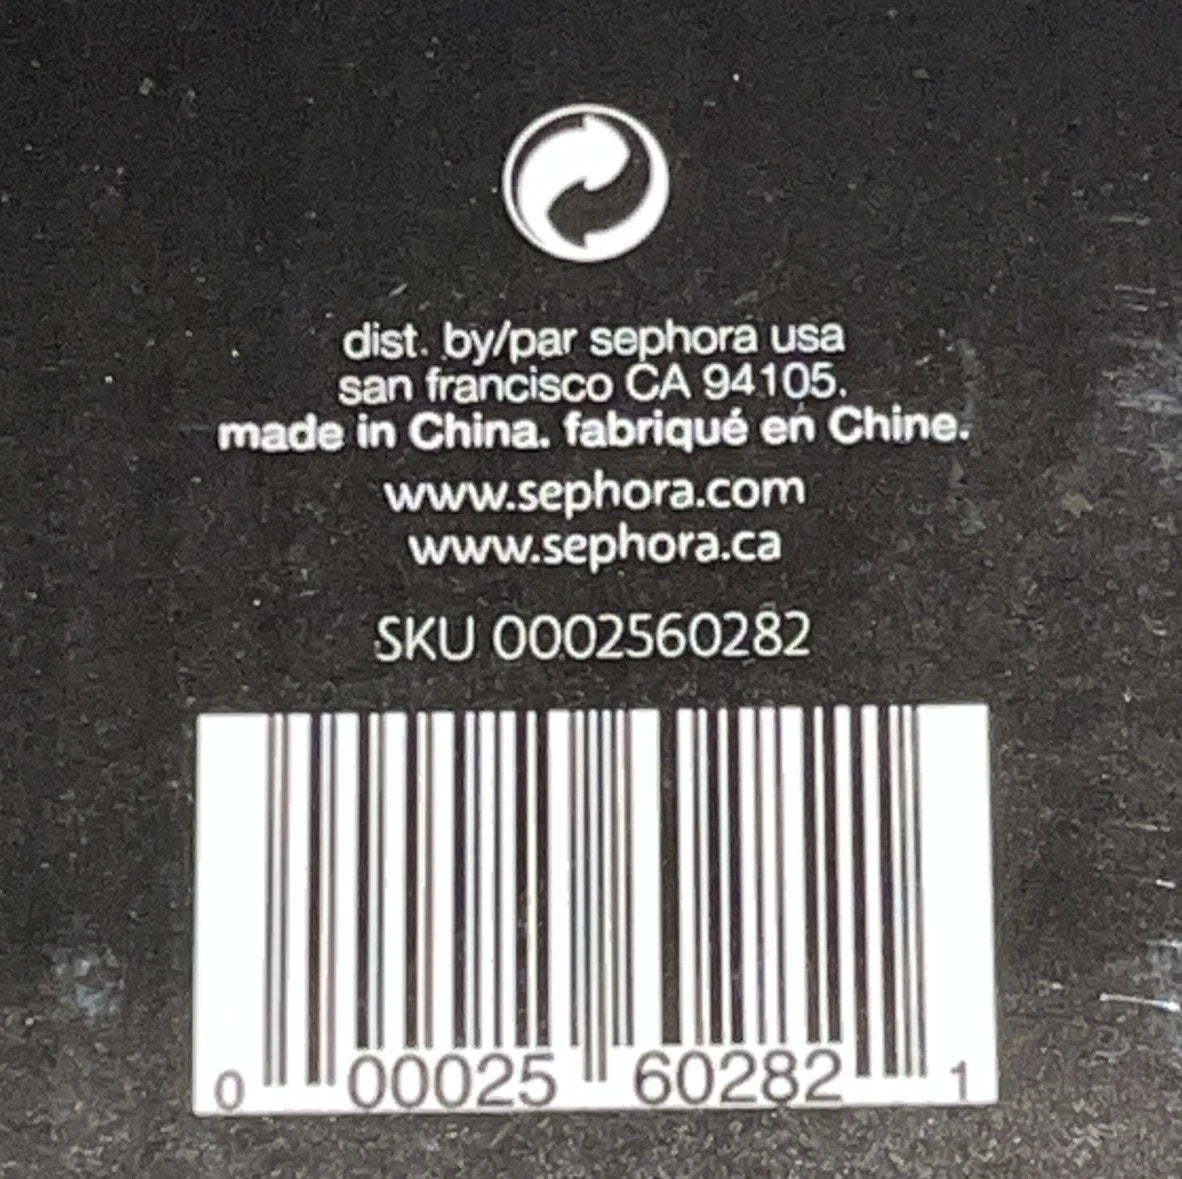 dist. by/par sephora usa
san francisco CA 94105.
made in China. fabriqué en Chine.
www.sephora.com
www.sephora.ca
SKU 0002560282
0 00025 60282 1